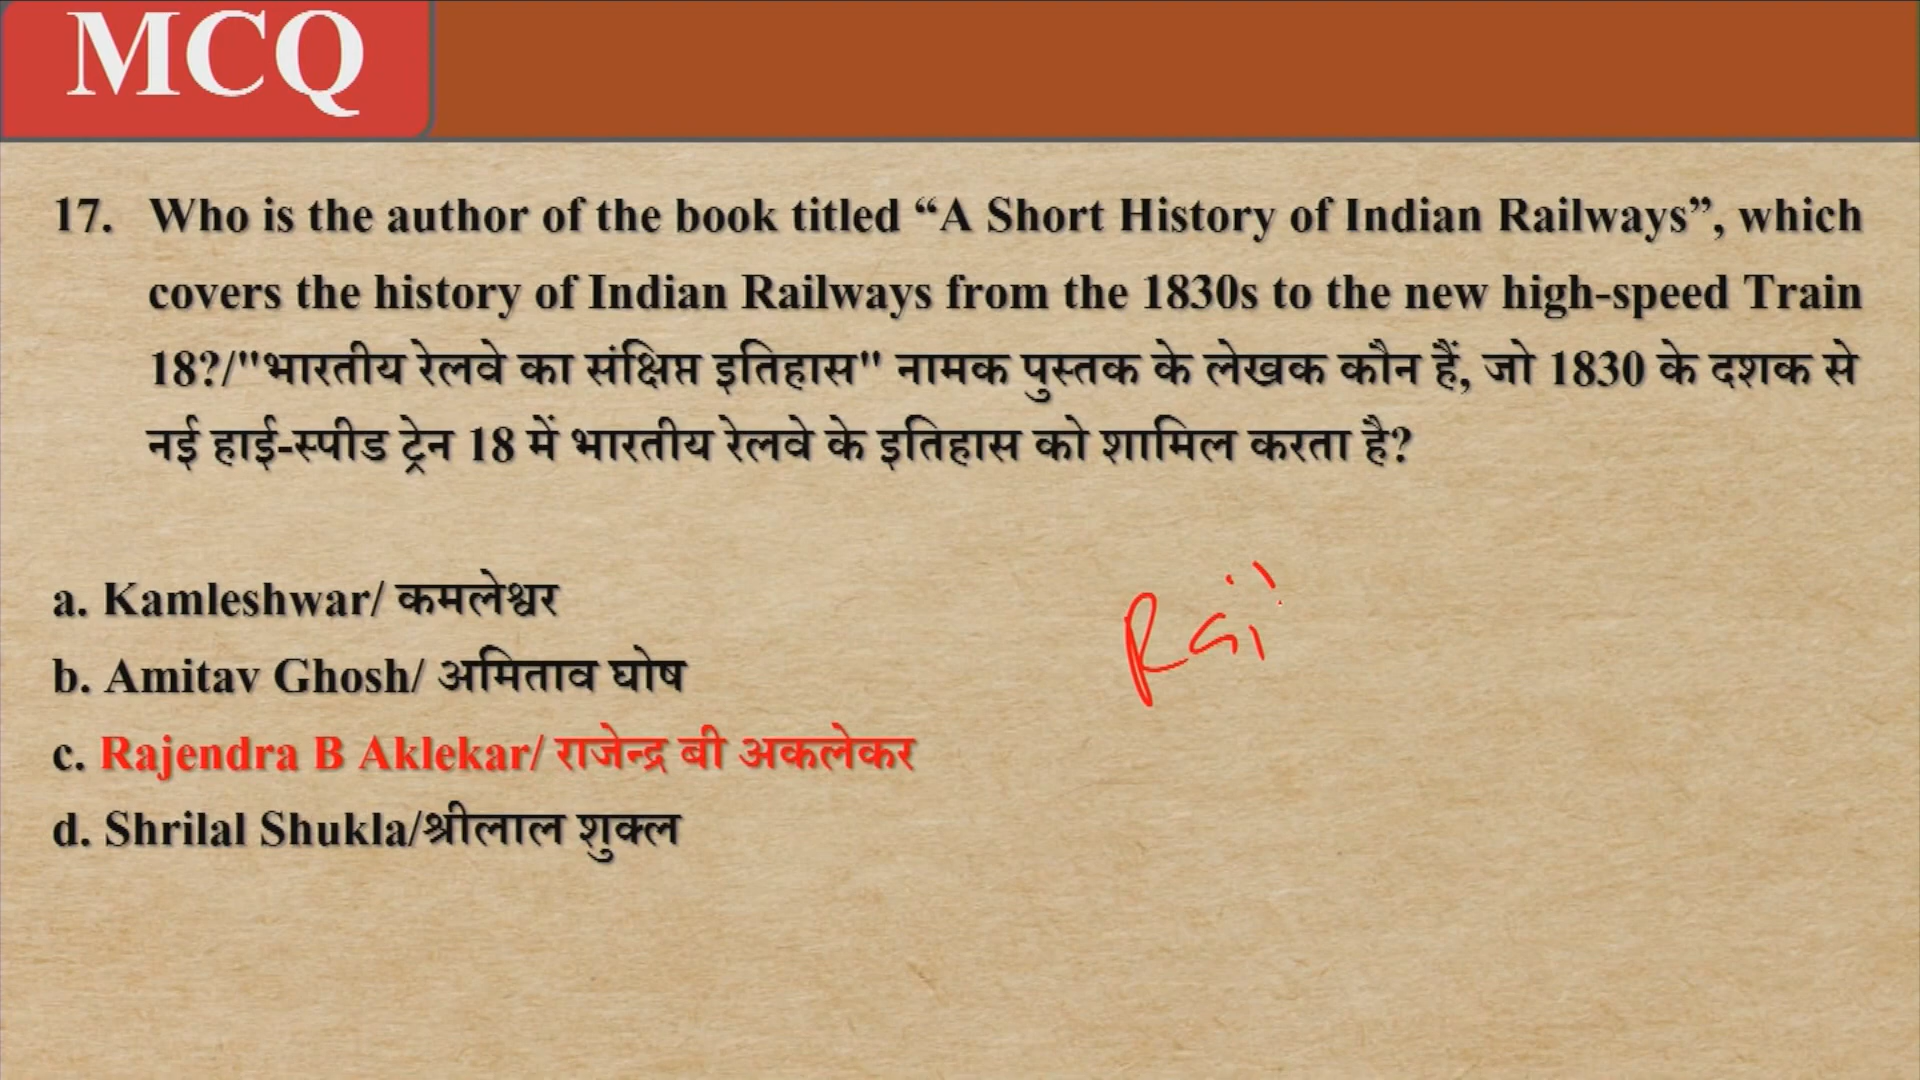 MCQ
17. Who is the author of the book titled “A Short History of Indian Railways”, which
covers the history of Indian Railways from the 1830s to the new high-speed Train
18?/"भारतीय रेलवे का संक्षिप्त इतिहास" नामक पुस्तक के लेखक कौन हैं, जो 1830 के दशक से
नई हाई-स्पीड ट्रेन 18 में भारतीय रेलवे के इतिहास को शामिल करता है?
a. Kamleshwar/ कमलेश्वर
b. Amitav Ghosh/ अमिताव घोष
c. Rajendra B Aklekar/ राजेन्द्र बी अकलेकर
d. Shrilal Shukla/श्रीलाल शुक्ल